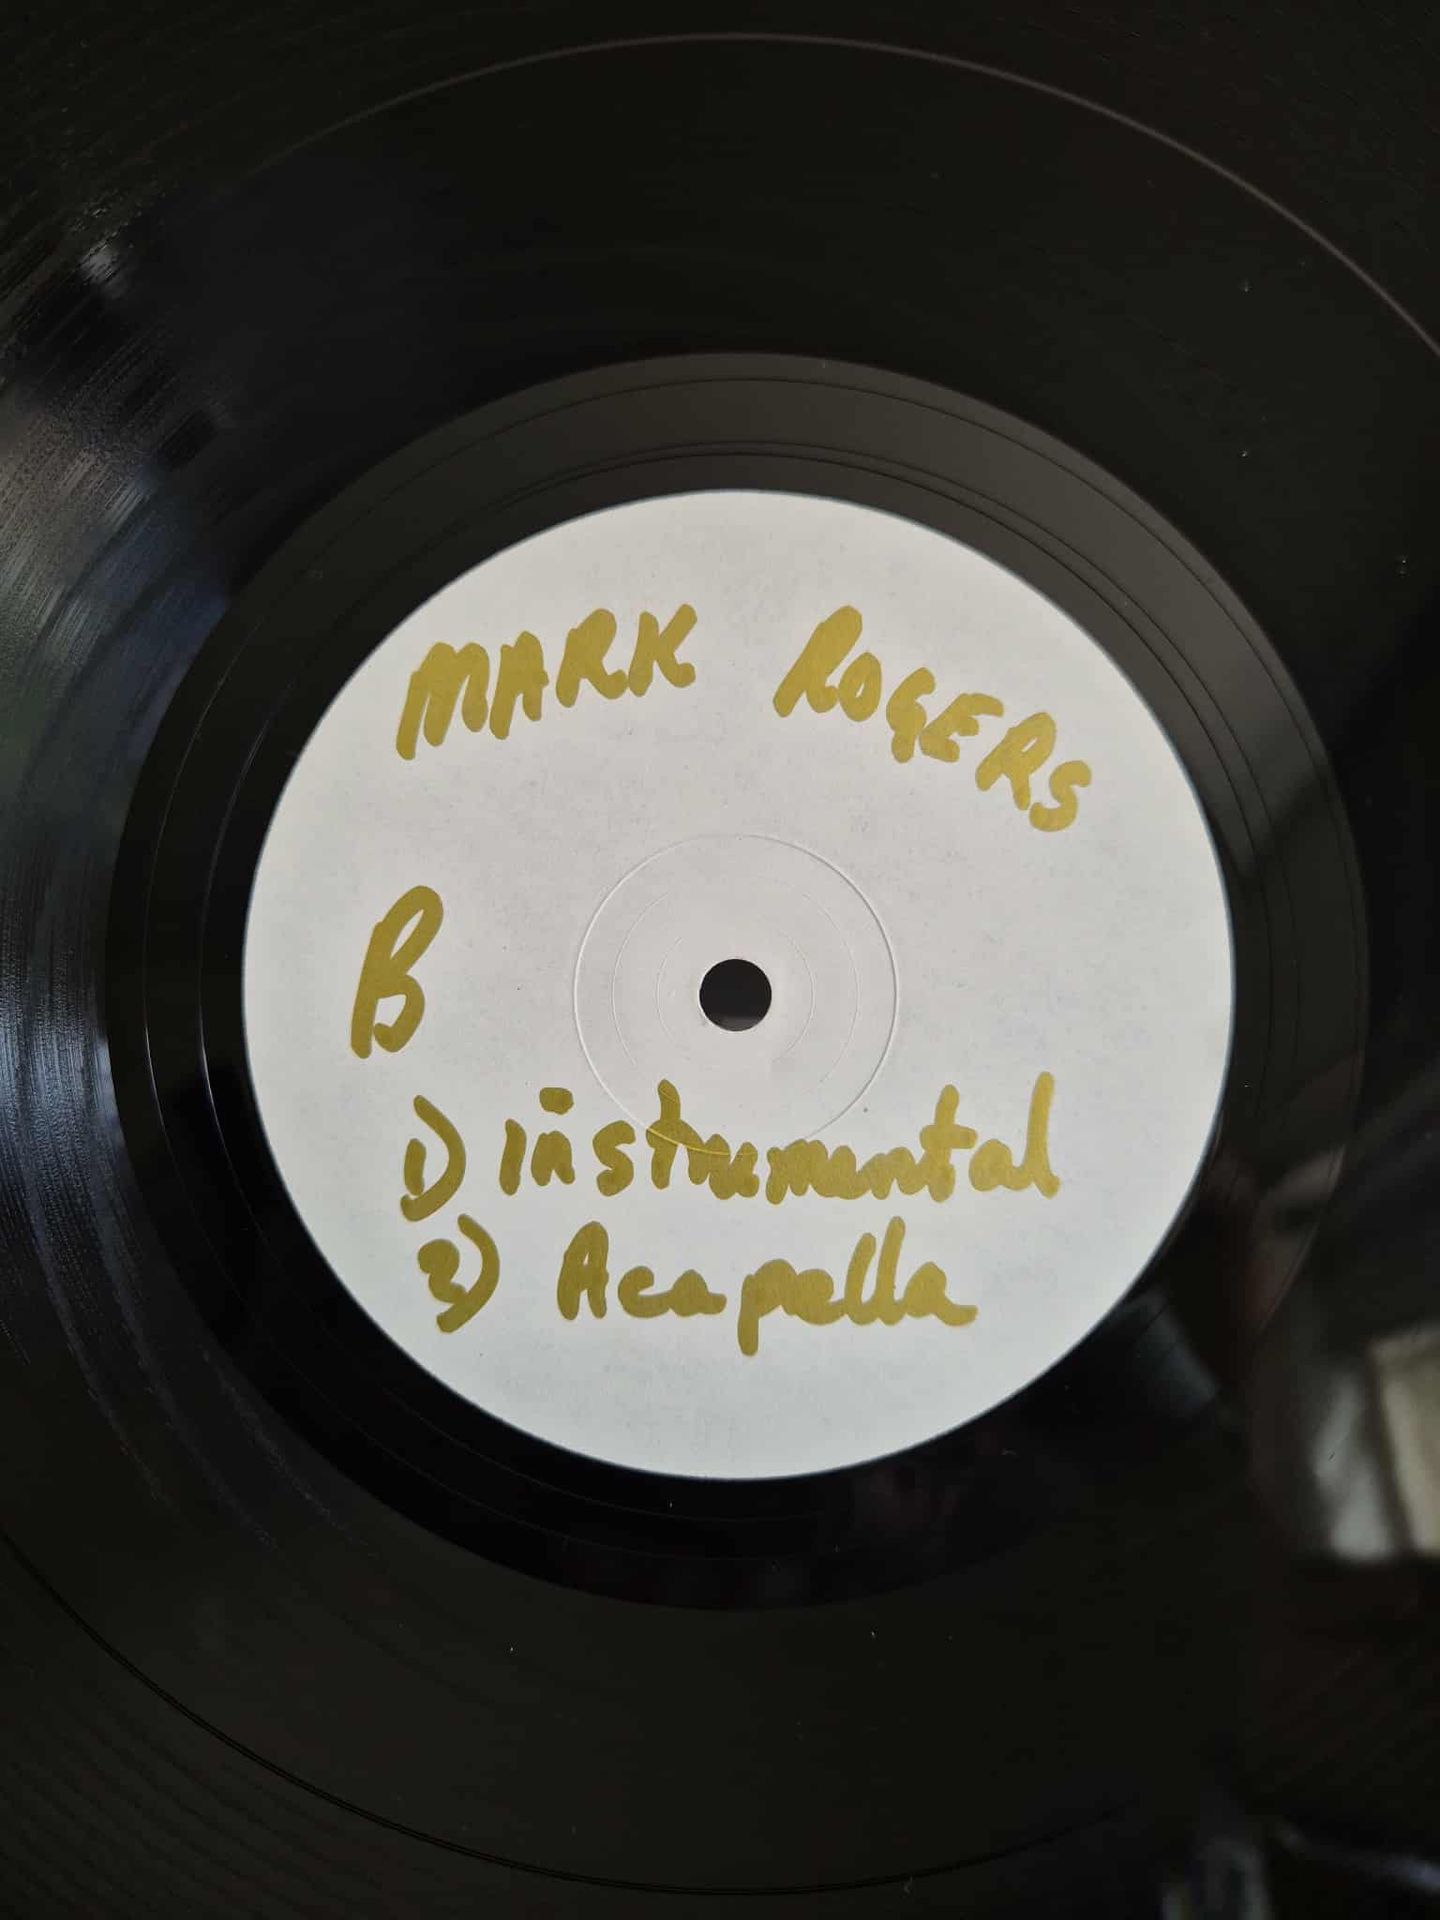 MARK ROGERS
B
1) instrumental
2) Acapella